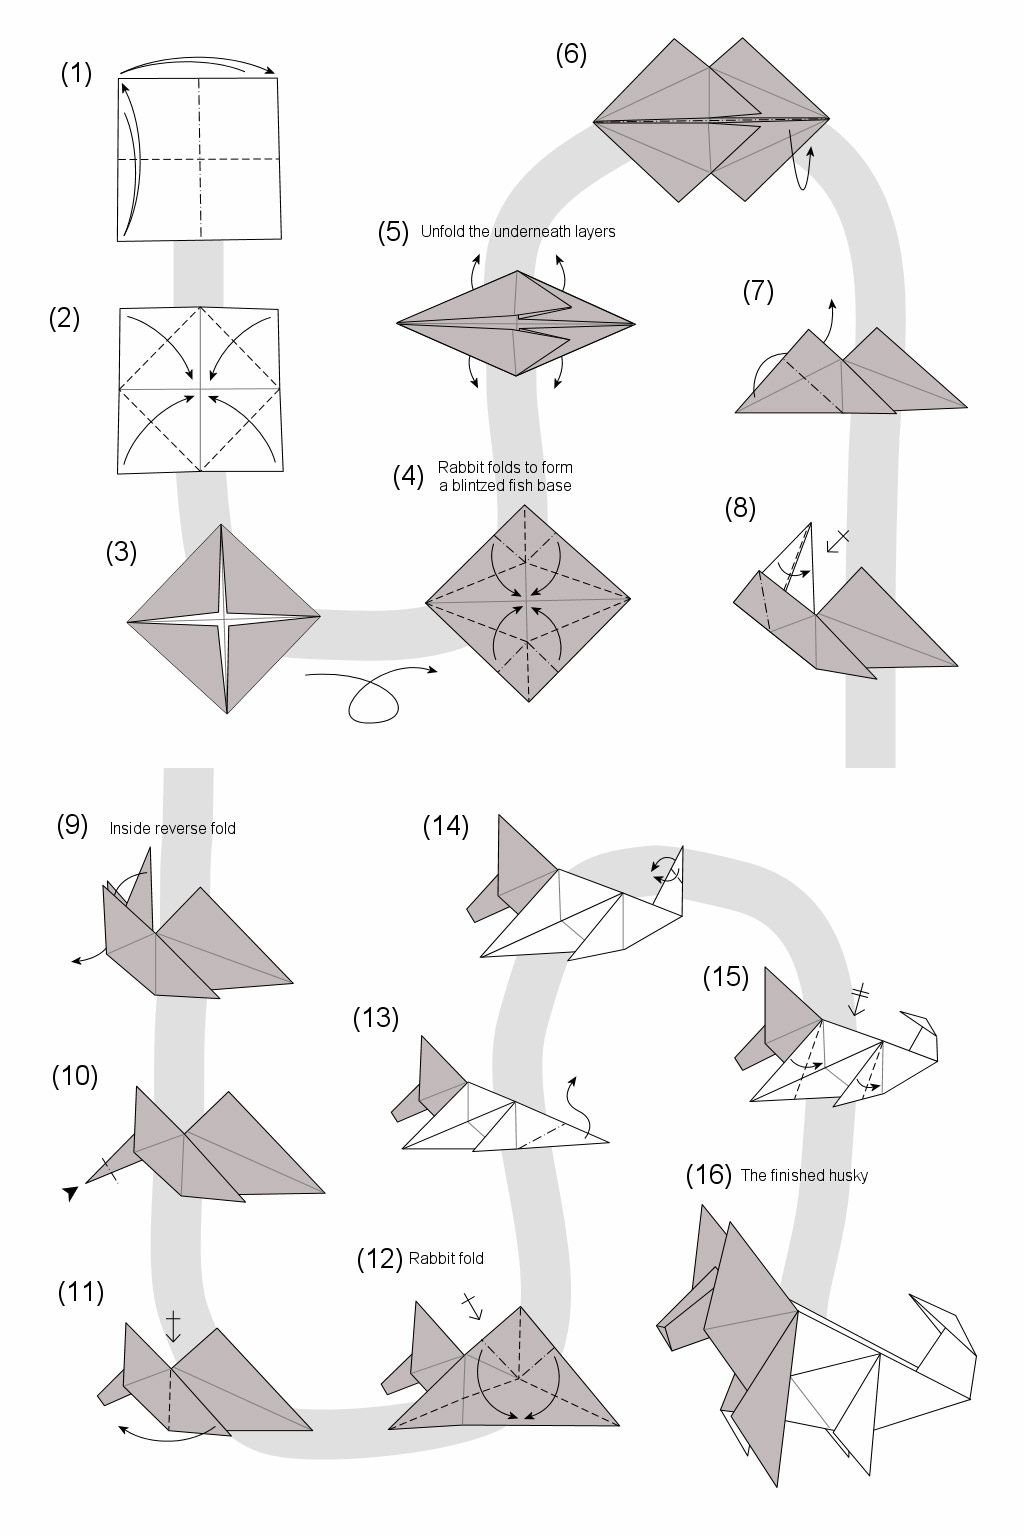 (1)
(2)
(3)
(4) Rabbit folds to form
a blintzed fish base
(5) Unfold the underneath layers
(6)
(7)
(8)
(9) Inside reverse fold
(10)
(11)
(12) Rabbit fold
(13)
(14)
(15)
(16) The finished husky